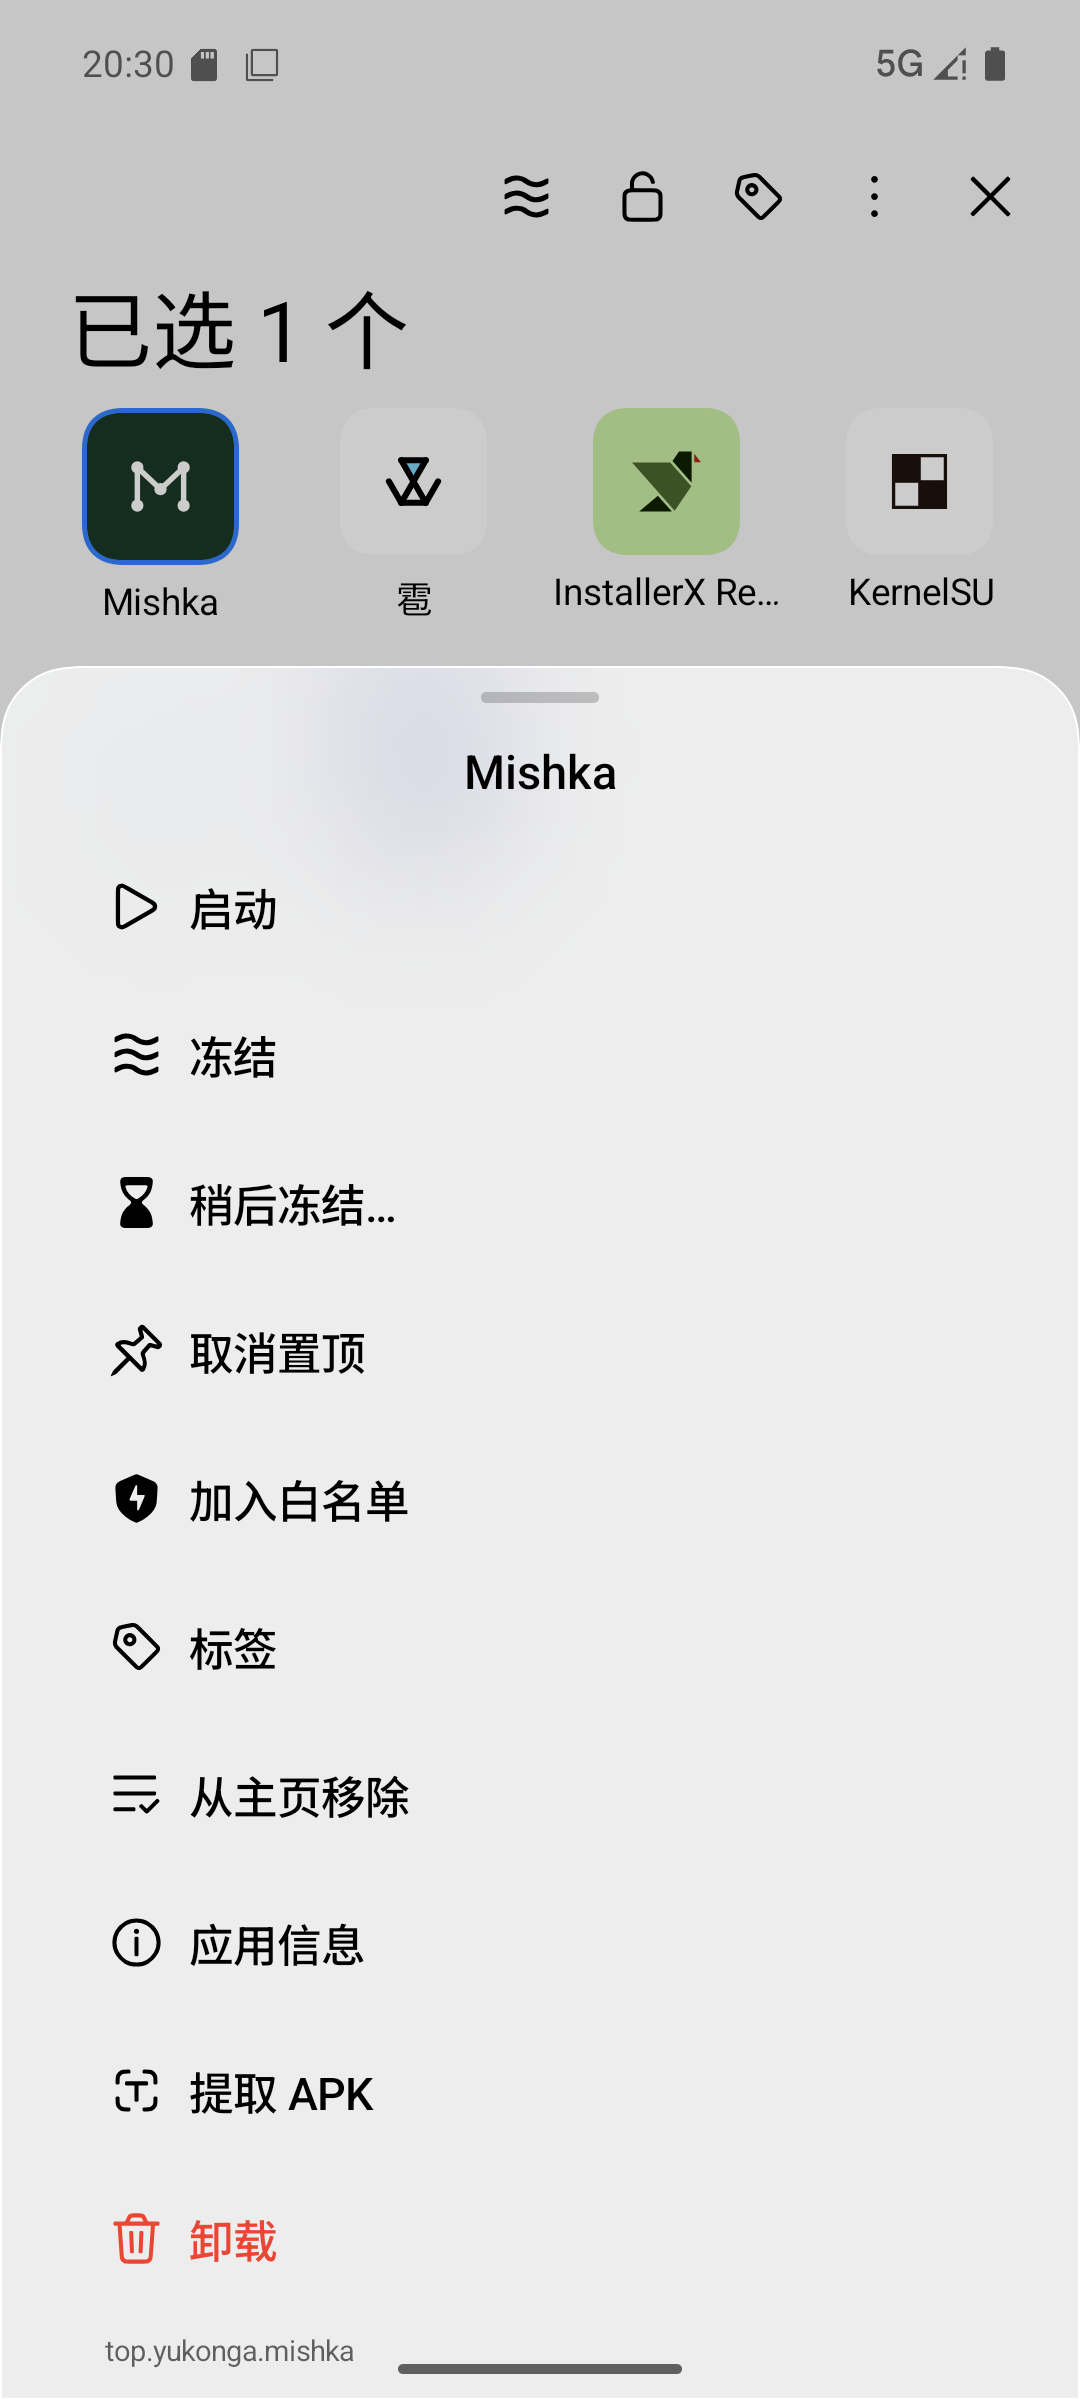 20:30
5G
已选 1 个
Mishka
雹
InstallerX Re...
KernelSU
Mishka
启动
冻结
稍后冻结...
取消置顶
加入白名单
标签
从主页移除
应用信息
提取 APK
卸载
top.yukonga.mishka